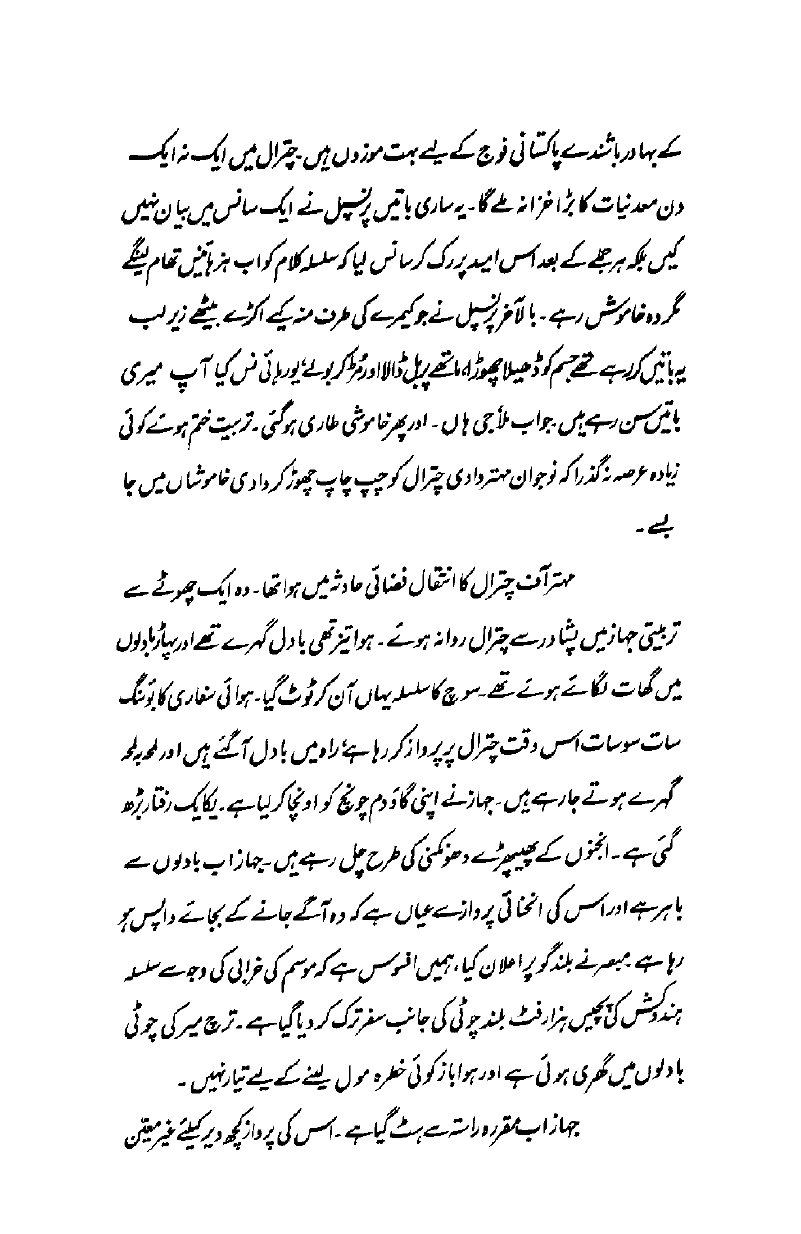 کے بہادر باشندے پاکستانی فوج کے لیے بہت موزوں ہیں۔ چترال میں ایک نہ ایک
دن معدنیات کا بڑا خزانہ ملے گا۔ یہ ساری باتیں پرنسپل نے ایک سانس میں بیان نہیں
کیں بلکہ ہر جملے کے بعد اس امید پر رک کر سانس لیا کہ سلسلہ کلام کو اب ہزہائینس تھام لینگے
مگر وہ خاموش رہے۔ بالآخر پرنسپل نے جو کیمرے کی طرف منہ کیے اکڑے بیٹھے زیر لب
یہ باتیں کر رہے تھے جسم کو ڈھیلا چھوڑا، ماتھے پر بل ڈالا اور مُڑ کر بولے یورہائی نس کیا آپ میری
باتیں سن رہے ہیں۔ جواب ملا جی ہاں۔ اور پھر خاموشی طاری ہوگئی۔ تربیت ختم ہوئے کوئی
زیادہ عرصہ نہ گذرا کہ نوجوان مہتر وادی چترال کو چپ چاپ چھوڑ کر وادی خاموشاں میں جا
بسے۔
مہتر آف چترال کا انتقال فضائی حادثہ میں ہوا تھا۔ وہ ایک چھوٹے سے
تربیتی جہاز میں پشاور سے چترال روانہ ہوئے۔ ہوا تیز تھی بادل گہرے تھے اور پہاڑ بادلوں
میں گھات لگائے ہوئے تھے۔ سوچ کا سلسلہ یہاں آن کر ٹوٹ گیا۔ ہوائی سفاری کا بوئنگ
سات سو سات اس وقت چترال پر پرواز کر رہا ہے، راہ میں بادل آ گئے ہیں اور لمحہ بہ لمحہ
گہرے ہوتے جا رہے ہیں۔ جہاز نے اپنی گاؤدم چونچ کو اونچا کر لیا ہے۔ یکایک رفتار بڑھ
گئی ہے۔ انجنوں کے پھیپھڑے دھونکنی کی طرح چل رہے ہیں۔ جہاز اب بادلوں سے
باہر ہے اور اس کی انحنائی پرواز سے عیاں ہے کہ وہ آگے جانے کے بجائے واپس ہو
رہا ہے۔ مبصر نے بلند گو پر اعلان کیا، ہمیں افسوس ہے کہ موسم کی خرابی کی وجہ سے سلسلہ
ہندوکش کی پچیس ہزار فٹ بلند چوٹی کی جانب سفر ترک کر دیا گیا ہے۔ ترچ میر کی چوٹی
بادلوں میں گھری ہوئی ہے اور ہوا باز کوئی خطرہ مول لینے کے لیے تیار نہیں۔
جہاز اب مقررہ راستہ سے ہٹ گیا ہے۔ اس کی پرواز کچھ دیر کیلئے غیر معین